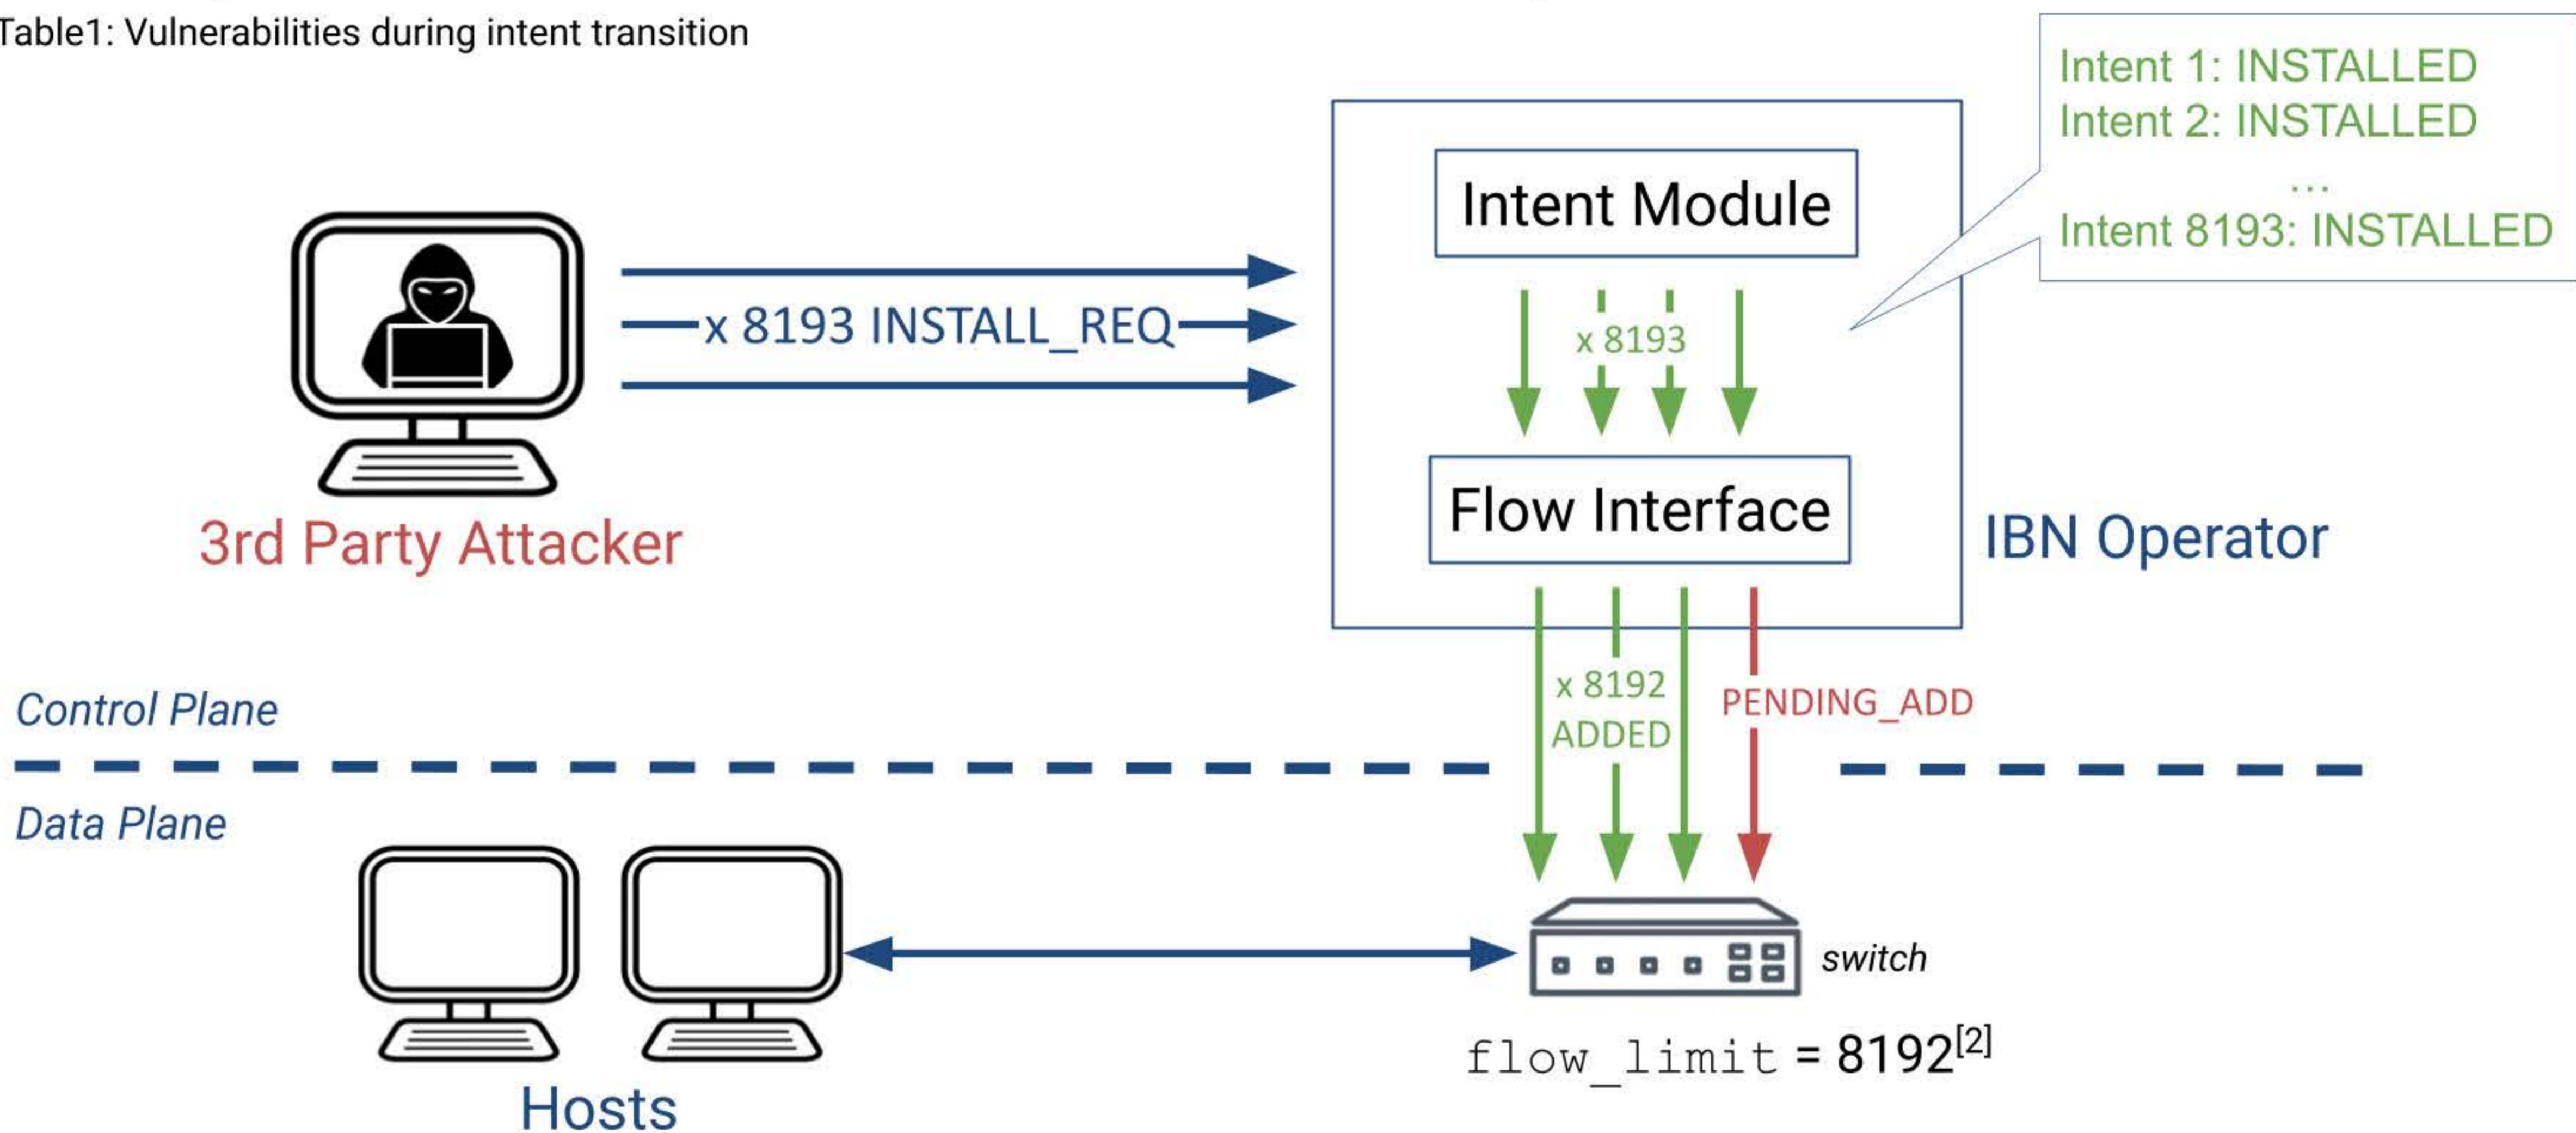 Table1: Vulnerabilities during intent transition
Intent 1: INSTALLED
Intent 2: INSTALLED
...
Intent 8193: INSTALLED
Intent Module
x 8193 INSTALL_REQ
x 8193
Flow Interface
3rd Party Attacker
IBN Operator
x 8192
ADDED
PENDING_ADD
Control Plane
Data Plane
switch
flow_limit = 8192[2]
Hosts